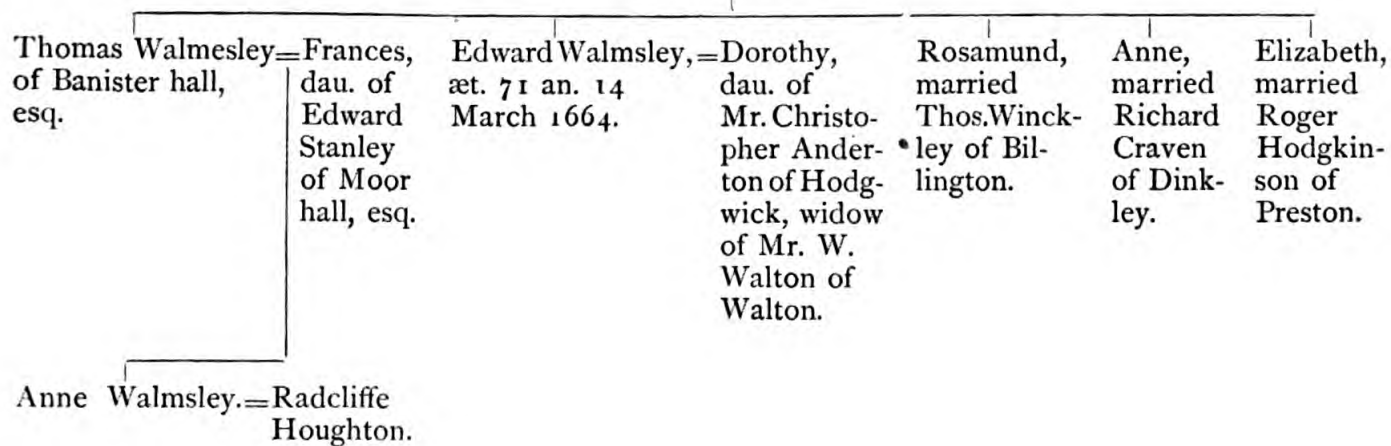 Thomas Walmesley=Frances,
of Banister hall,
esq.
dau. of
Edward
Stanley
of Moor
hall, esq.
Edward Walmsley,=Dorothy,
æt. 71 an. 14
March 1664.
dau. of
Mr. Christo-
pher Ander-
ton of Hodg-
wick, widow
of Mr. W.
Walton of
Walton.
Rosamund,
married
Thos. Winck-
ley of Bil-
lington.
Anne,
married
Richard
Craven
of Dink-
ley.
Elizabeth,
married
Roger
Hodgkin-
son of
Preston.
Anne Walmsley.=Radcliffe
Houghton.